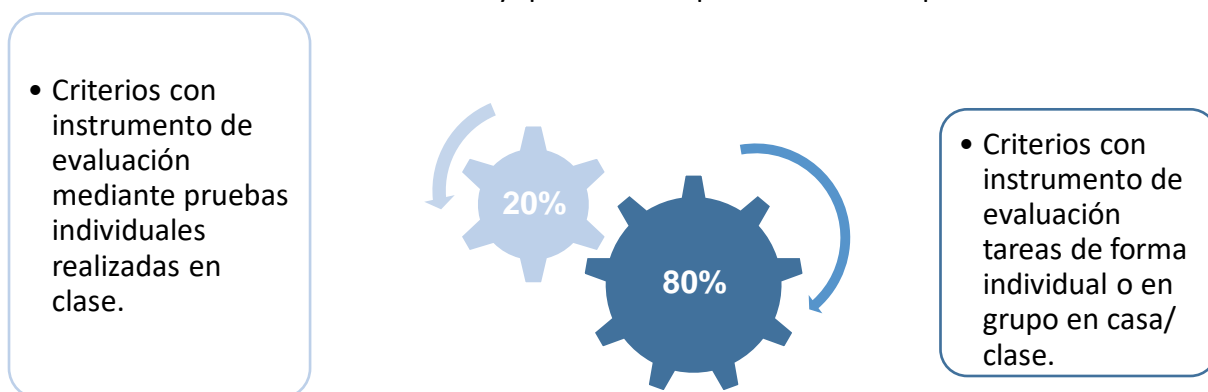 • Criterios con
instrumento de
evaluación
mediante pruebas
individuales
realizadas en
clase.
20%
80%
• Criterios con
instrumento de
evaluación
tareas de forma
individual o en
grupo en casa/
clase.